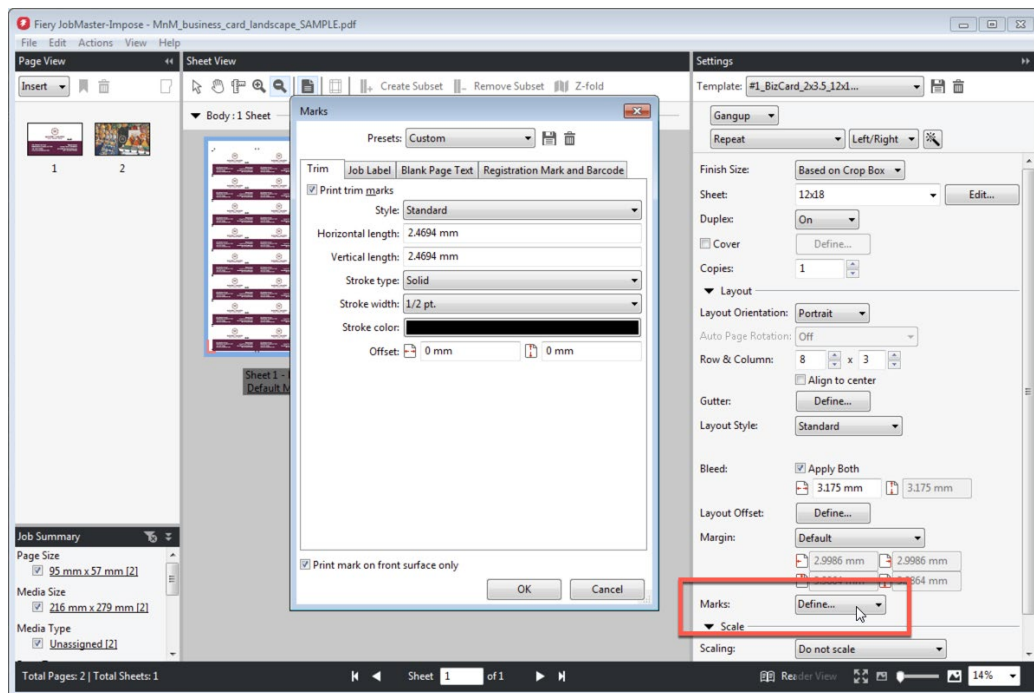 Fiery JobMaster-Impose - MnM_business_card_landscape_SAMPLE.pdf
File Edit Actions View Help
Page View
Insert
1 2
Job Summary
Page Size
95 mm x 57 mm [2]
Media Size
216 mm x 279 mm [2]
Media Type
Unassigned [2]
Sheet View
Create Subset Remove Subset Z-fold
Body : 1 Sheet
Sheet 1 -
Default M
Marks
Presets: Custom
Trim Job Label Blank Page Text Registration Mark and Barcode
Print trim marks
Style: Standard
Horizontal length: 2.4694 mm
Vertical length: 2.4694 mm
Stroke type: Solid
Stroke width: 1/2 pt.
Stroke color:
Offset: 0 mm 0 mm
Print mark on front surface only
OK Cancel
Settings
Template: #1_BizCard_2x3.5_12x1...
Gangup
Repeat Left/Right
Finish Size: Based on Crop Box
Sheet: 12x18 Edit...
Duplex: On
Cover Define...
Copies: 1
Layout
Layout Orientation: Portrait
Auto Page Rotation: Off
Row & Column: 8 x 3
Align to center
Gutter: Define...
Layout Style: Standard
Bleed: Apply Both
3.175 mm 3.175 mm
Layout Offset: Define...
Margin: Default
2.9986 mm 2.9986 mm
Marks: Define...
Scale
Scaling: Do not scale
Total Pages: 2 | Total Sheets: 1 Sheet 1 of 1 Reader View 14%